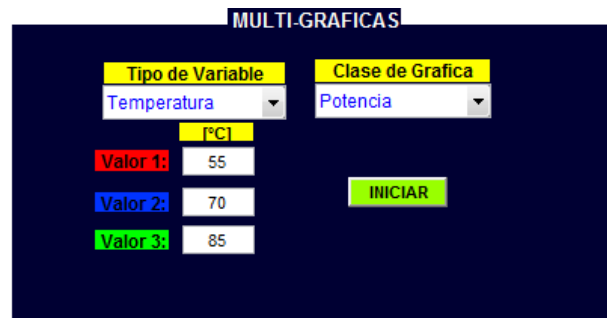 MULTI-GRAFICAS
Tipo de Variable Clase de Grafica
Temperatura Potencia
[°C]
Valor 1: 55
Valor 2: 70 INICIAR
Valor 3: 85